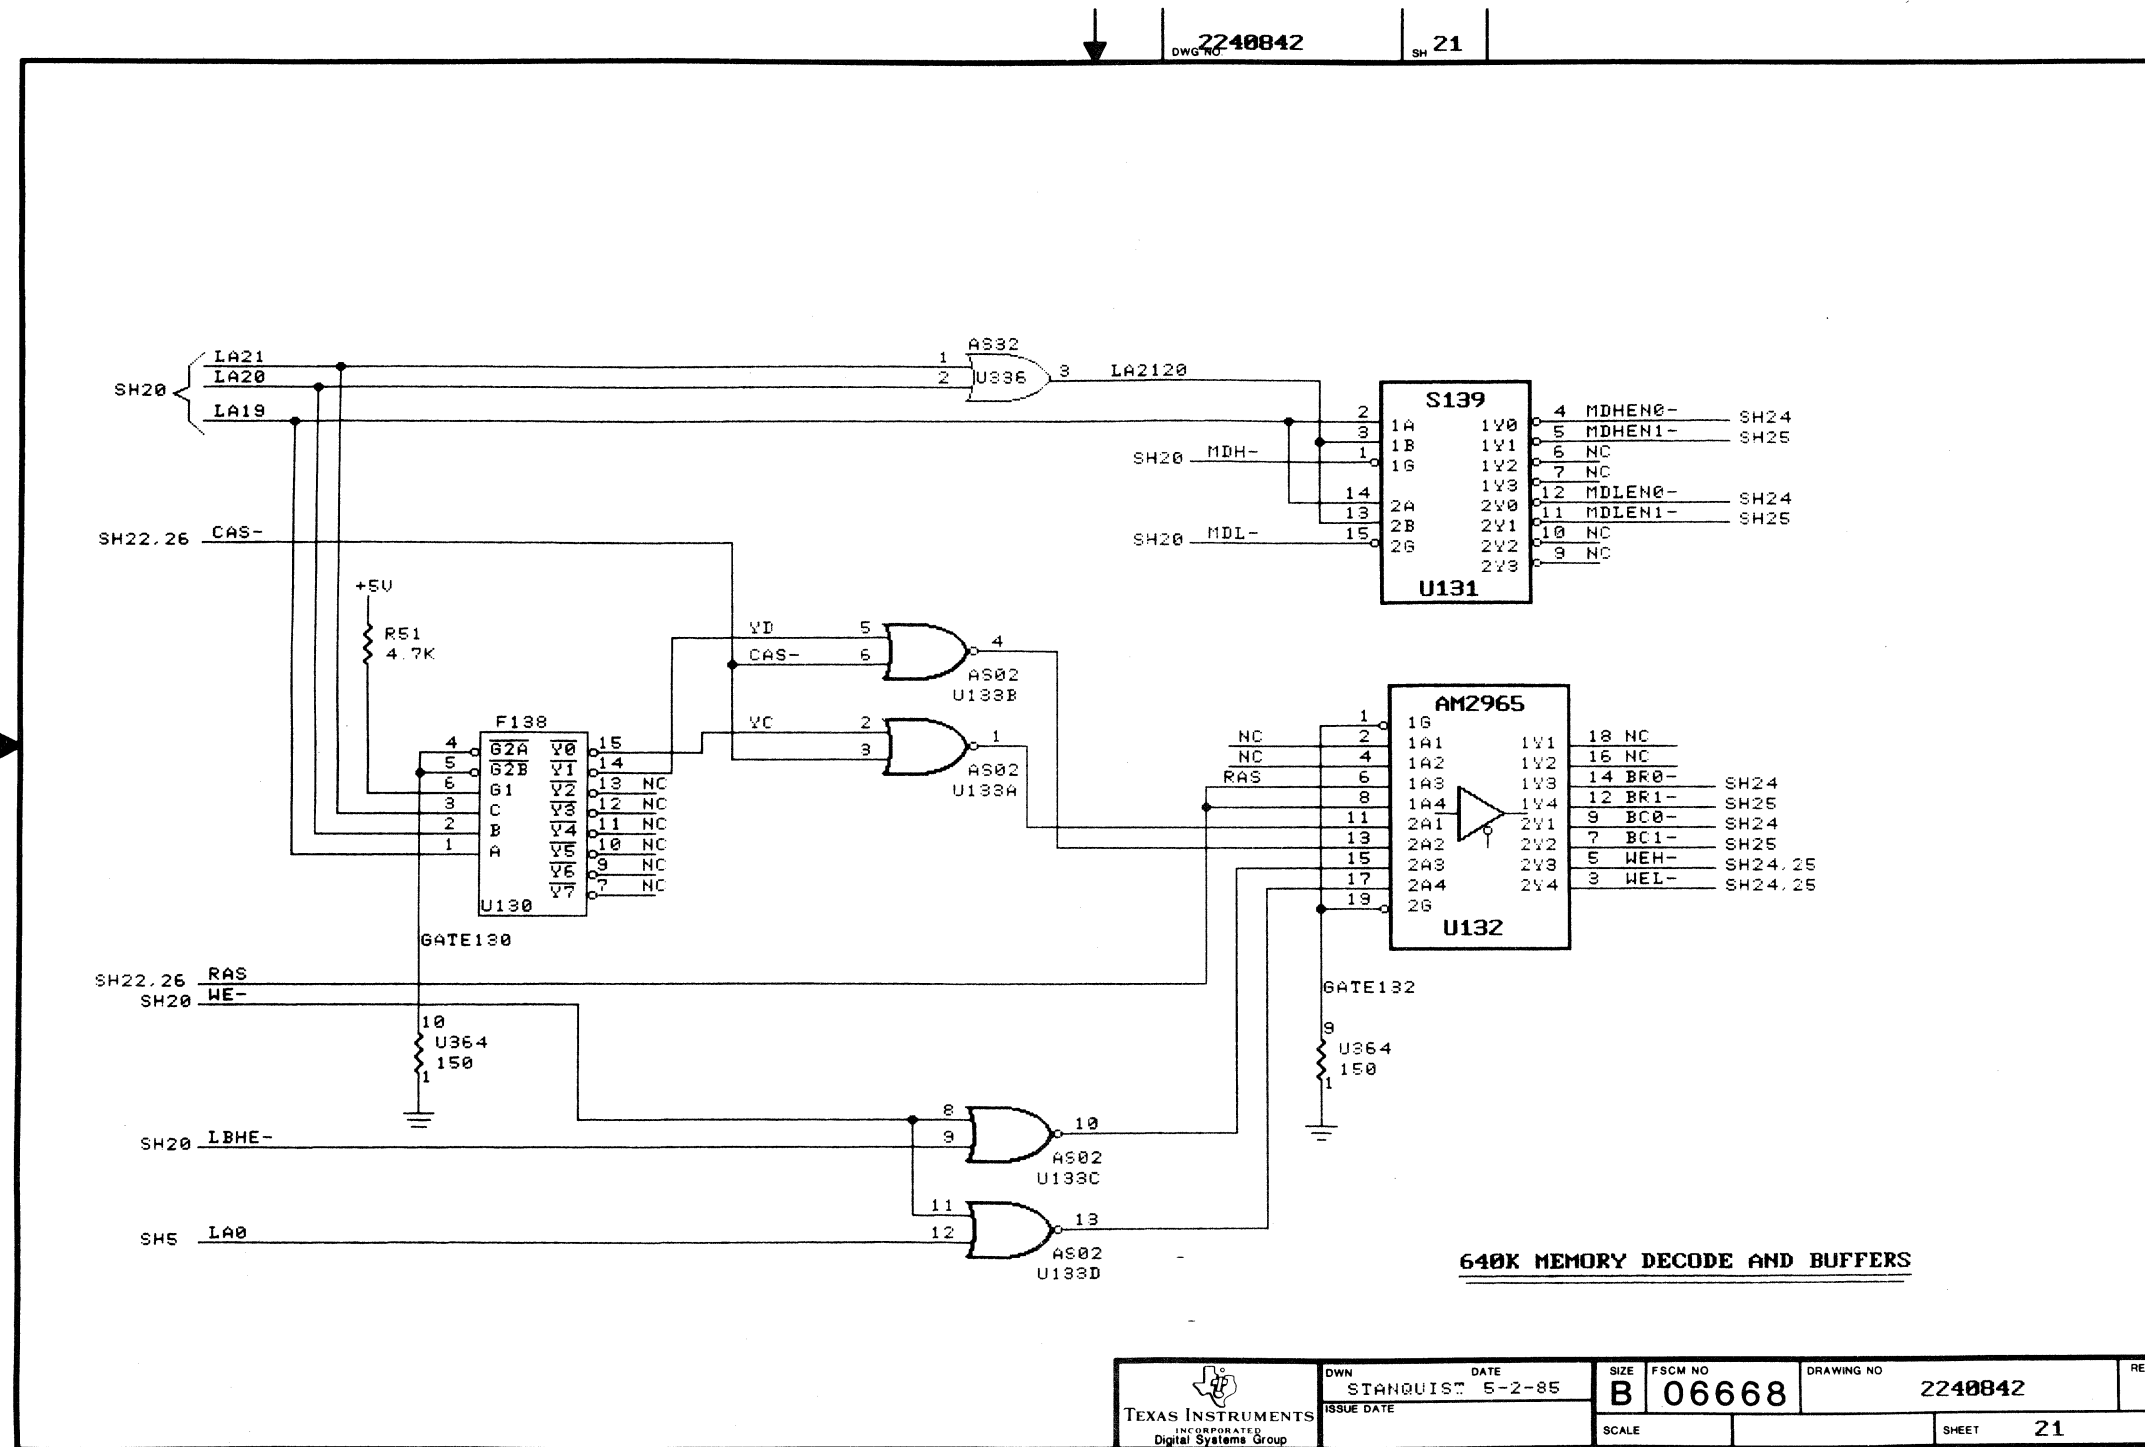 DWG NO. 2240842 SH 21
AS32
LA21 1
LA20 2 U336 3 LA2120
SH20
LA19
S139
2 1A 1Y0 4 MDHEN0- SH24
3 1B 1Y1 5 MDHEN1- SH25
SH20 MDH- 1 1G 1Y2 6 NC
1Y3 7 NC
14 2A 2Y0 12 MDLEN0- SH24
13 2B 2Y1 11 MDLEN1- SH25
SH20 MDL- 15 2G 2Y2 10 NC
2Y3 9 NC
U131
SH22,26 CAS-
+5V
R51
4.7K
YD 5 4
CAS- 6
AS02
U133B
YC 2 1
3
AS02
U133A
F138
4 G2A Y0 15
5 G2B Y1 14
6 G1 Y2 13 NC
3 C Y3 12 NC
2 B Y4 11 NC
1 A Y5 10 NC
Y6 9 NC
Y7 7 NC
U130
GATE130
AM2965
1 1G
NC 2 1A1 1Y1 18 NC
NC 4 1A2 1Y2 16 NC
RAS 6 1A3 1Y3 14 BR0- SH24
8 1A4 1Y4 12 BR1- SH25
11 2A1 2Y1 9 BC0- SH24
13 2A2 2Y2 7 BC1- SH25
15 2A3 2Y3 5 WEH- SH24,25
17 2A4 2Y4 3 WEL- SH24,25
19 2G
U132
SH22,26 RAS
SH20 WE-
GATE132
10
U364
150
1
9
U364
150
1
8 10
SH20 LBHE- 9
AS02
U133C
11 13
SH5 LA0 12
AS02
U133D
640K MEMORY DECODE AND BUFFERS
TEXAS INSTRUMENTS
INCORPORATED
Digital Systems Group
DWN DATE
STANQUIST 5-2-85
ISSUE DATE
SIZE B
FSCM NO 06668
DRAWING NO 2240842
RE
SCALE
SHEET 21